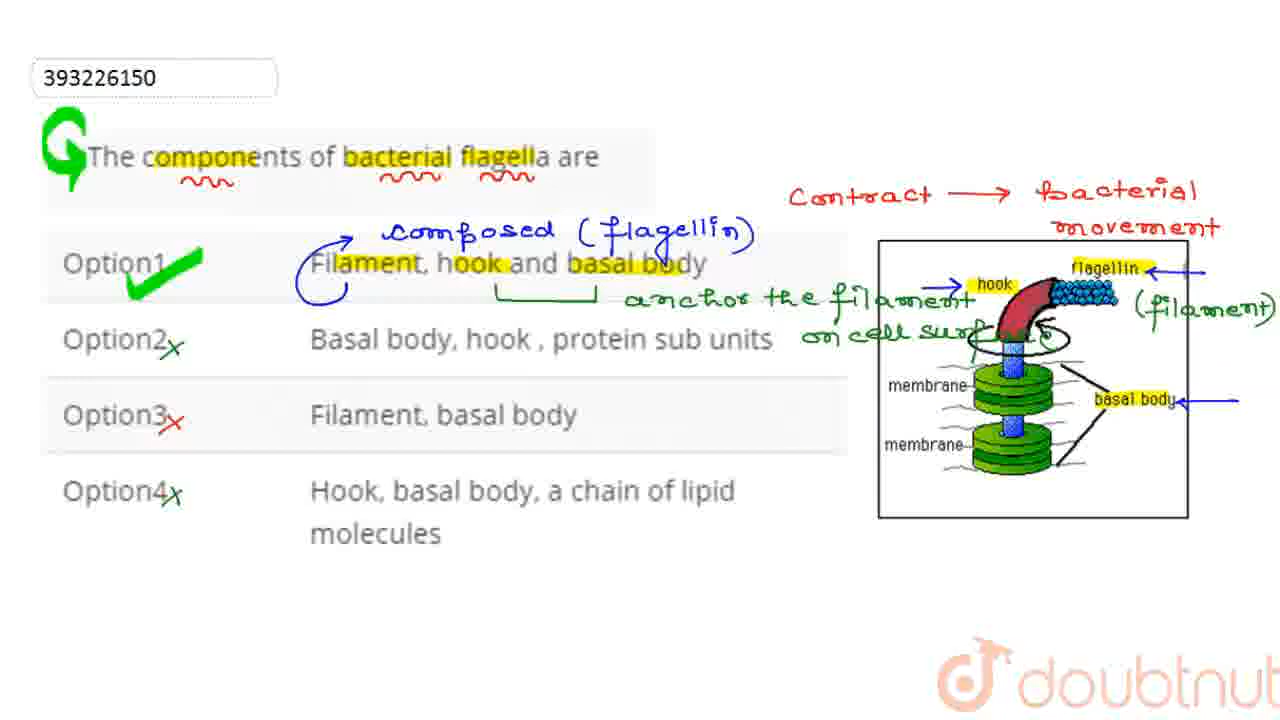 393226150
The components of bacterial flagella are
contract → bacterial
movement
composed (flagellin)
Option1 Filament, hook and basal body
anchor the filament
on cell surface
Option2 Basal body, hook , protein sub units
Option3 Filament, basal body
Option4 Hook, basal body, a chain of lipid
molecules
flagellin
hook
(filament)
membrane
basal body
membrane
doubtnut